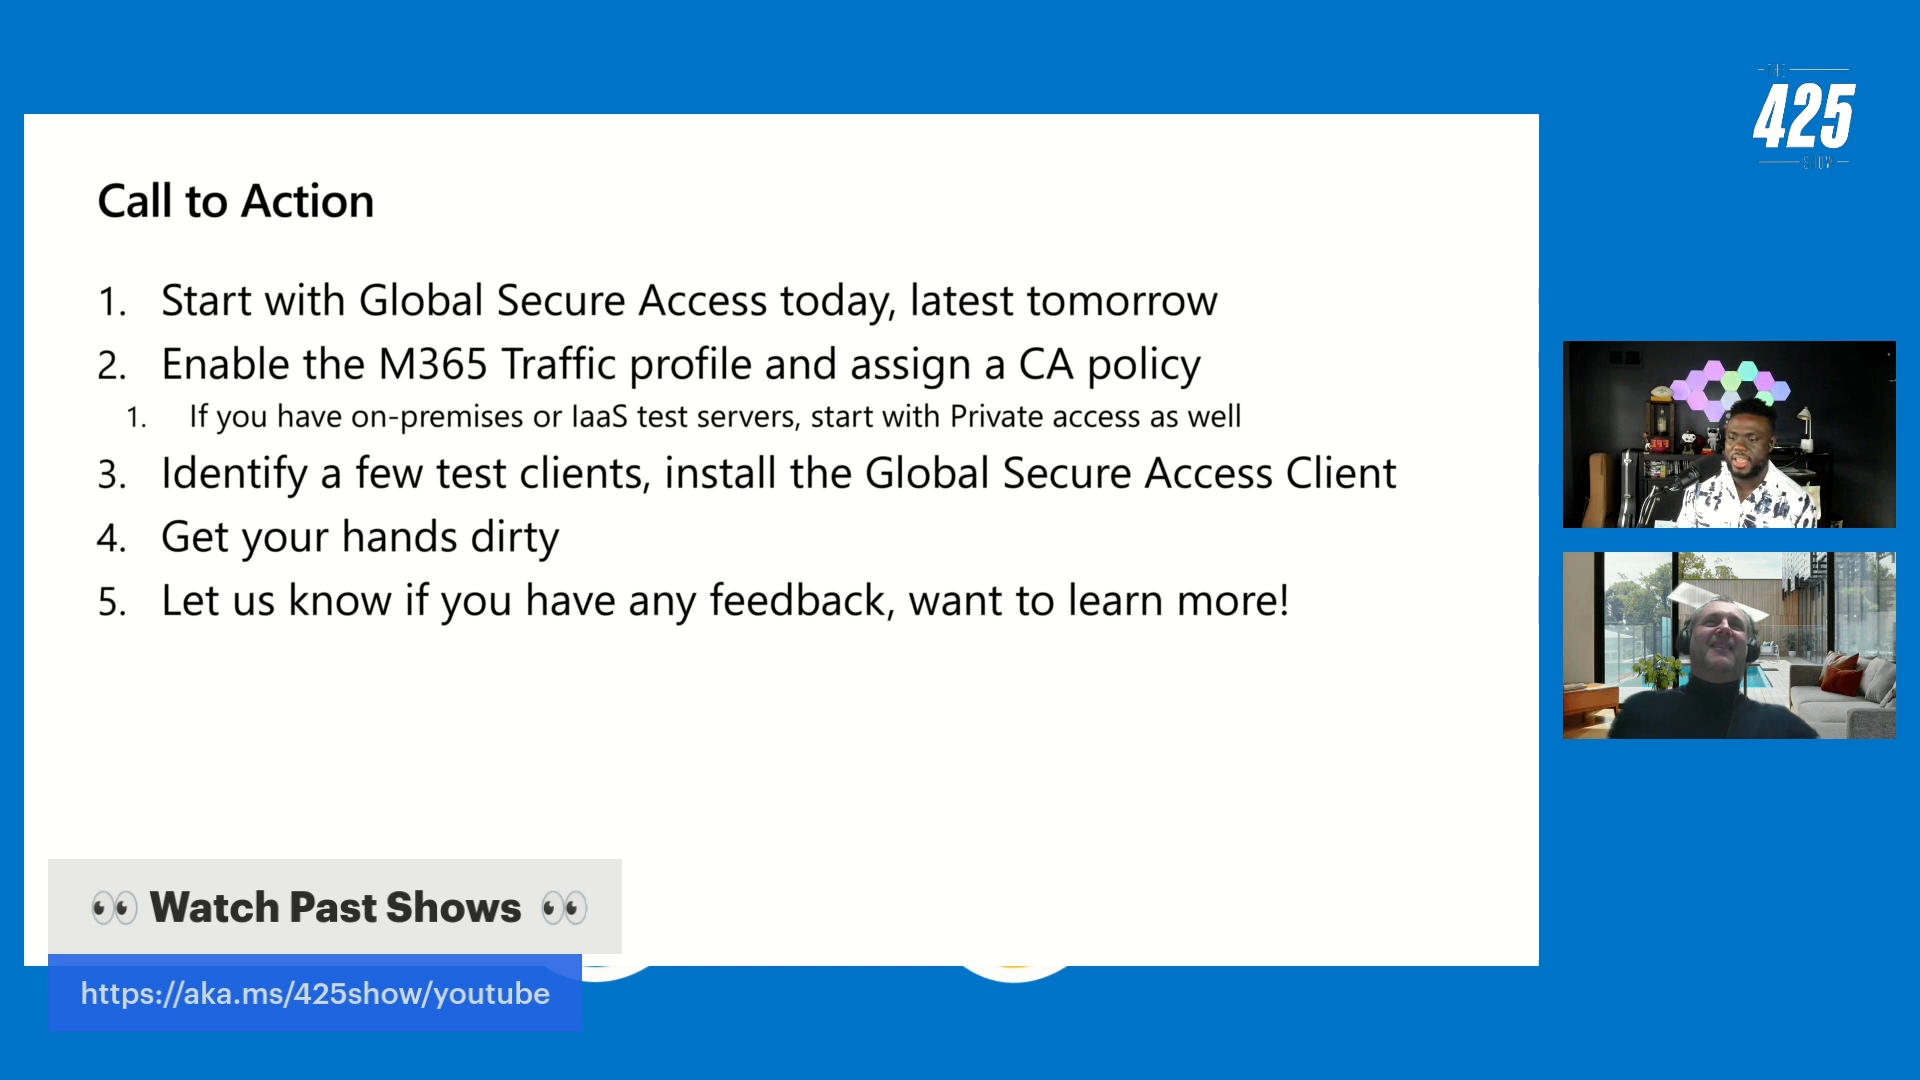 THE
425
SHOW
Call to Action
1. Start with Global Secure Access today, latest tomorrow
2. Enable the M365 Traffic profile and assign a CA policy
1. If you have on-premises or IaaS test servers, start with Private access as well
3. Identify a few test clients, install the Global Secure Access Client
4. Get your hands dirty
5. Let us know if you have any feedback, want to learn more!
👀 Watch Past Shows 👀
https://aka.ms/425show/youtube